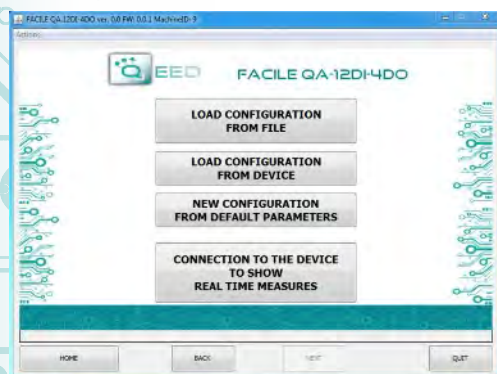 FACILE QA-12DI-4DO ver. 0.0 FW: 0.0.1 MachineID: 9
Actions
QEED FACILE QA-12DI-4DO
LOAD CONFIGURATION
FROM FILE
LOAD CONFIGURATION
FROM DEVICE
NEW CONFIGURATION
FROM DEFAULT PARAMETERS
CONNECTION TO THE DEVICE
TO SHOW
REAL TIME MEASURES
HOME BACK NEXT QUIT